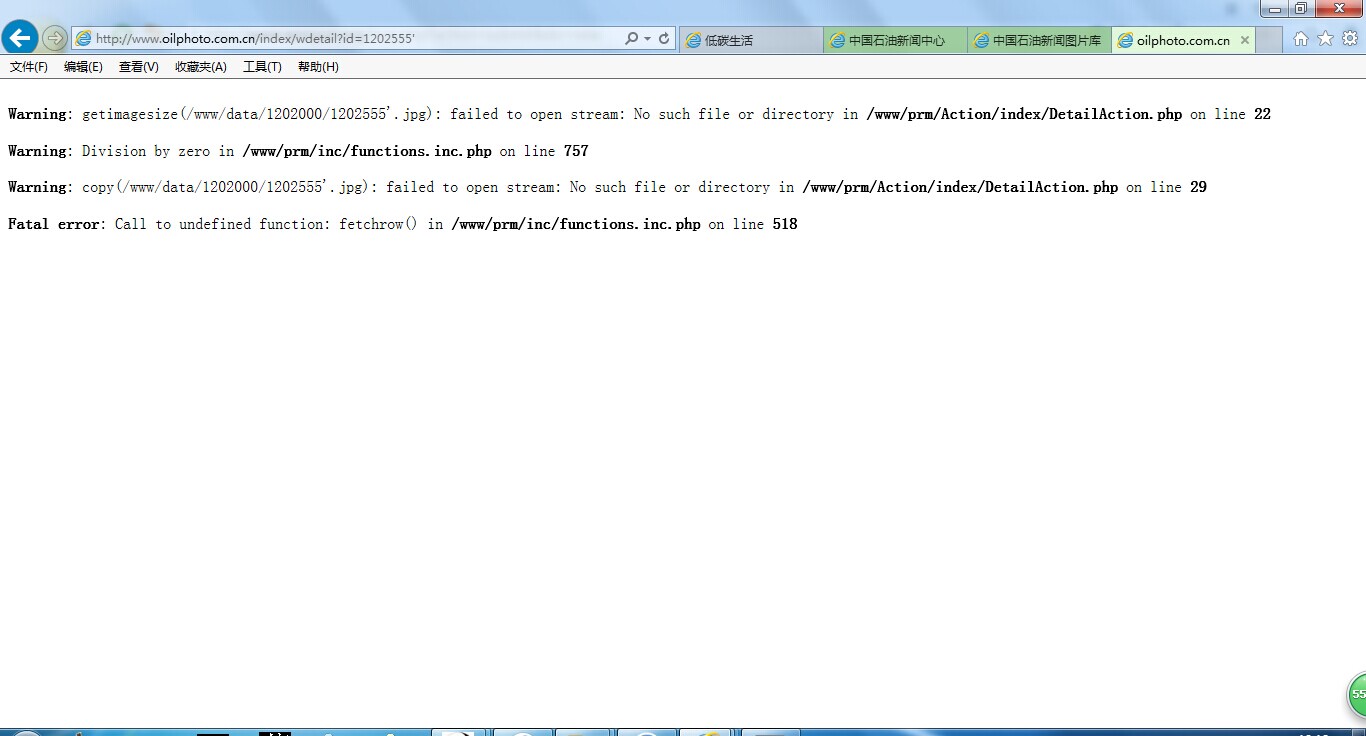 http://www.oilphoto.com.cn/index/wdetail?id=1202555'
低碳生活
中国石油新闻中心
中国石油新闻图片库
oilphoto.com.cn
文件(F) 编辑(E) 查看(V) 收藏夹(A) 工具(T) 帮助(H)
Warning: getimagesize(/www/data/1202000/1202555'.jpg): failed to open stream: No such file or directory in /www/prm/Action/index/DetailAction.php on line 22
Warning: Division by zero in /www/prm/inc/functions.inc.php on line 757
Warning: copy(/www/data/1202000/1202555'.jpg): failed to open stream: No such file or directory in /www/prm/Action/index/DetailAction.php on line 29
Fatal error: Call to undefined function: fetchrow() in /www/prm/inc/functions.inc.php on line 518
55